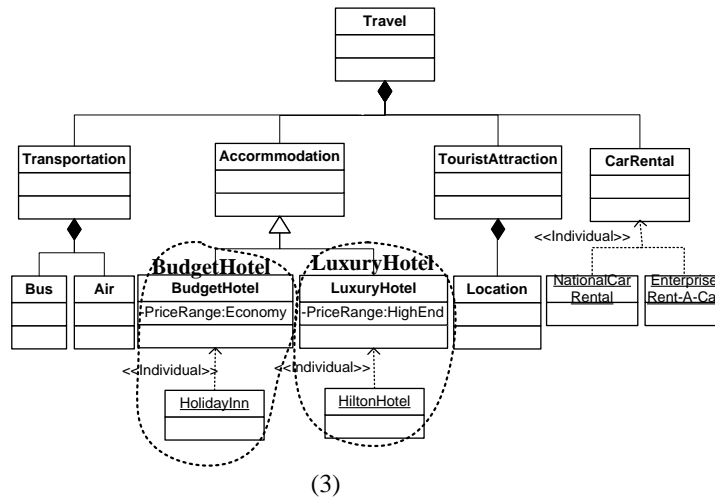 Travel
Transportation
Accormmodation
TouristAttraction
CarRental
<<Individual>>
BudgetHotel
LuxuryHotel
Bus
Air
BudgetHotel
-PriceRange:Economy
LuxuryHotel
-PriceRange:HighEnd
Location
NationalCar
Rental
Enterprise
Rent-A-Ca
<<Individual>>
<<Individual>>
HolidayInn
HiltonHotel
(3)